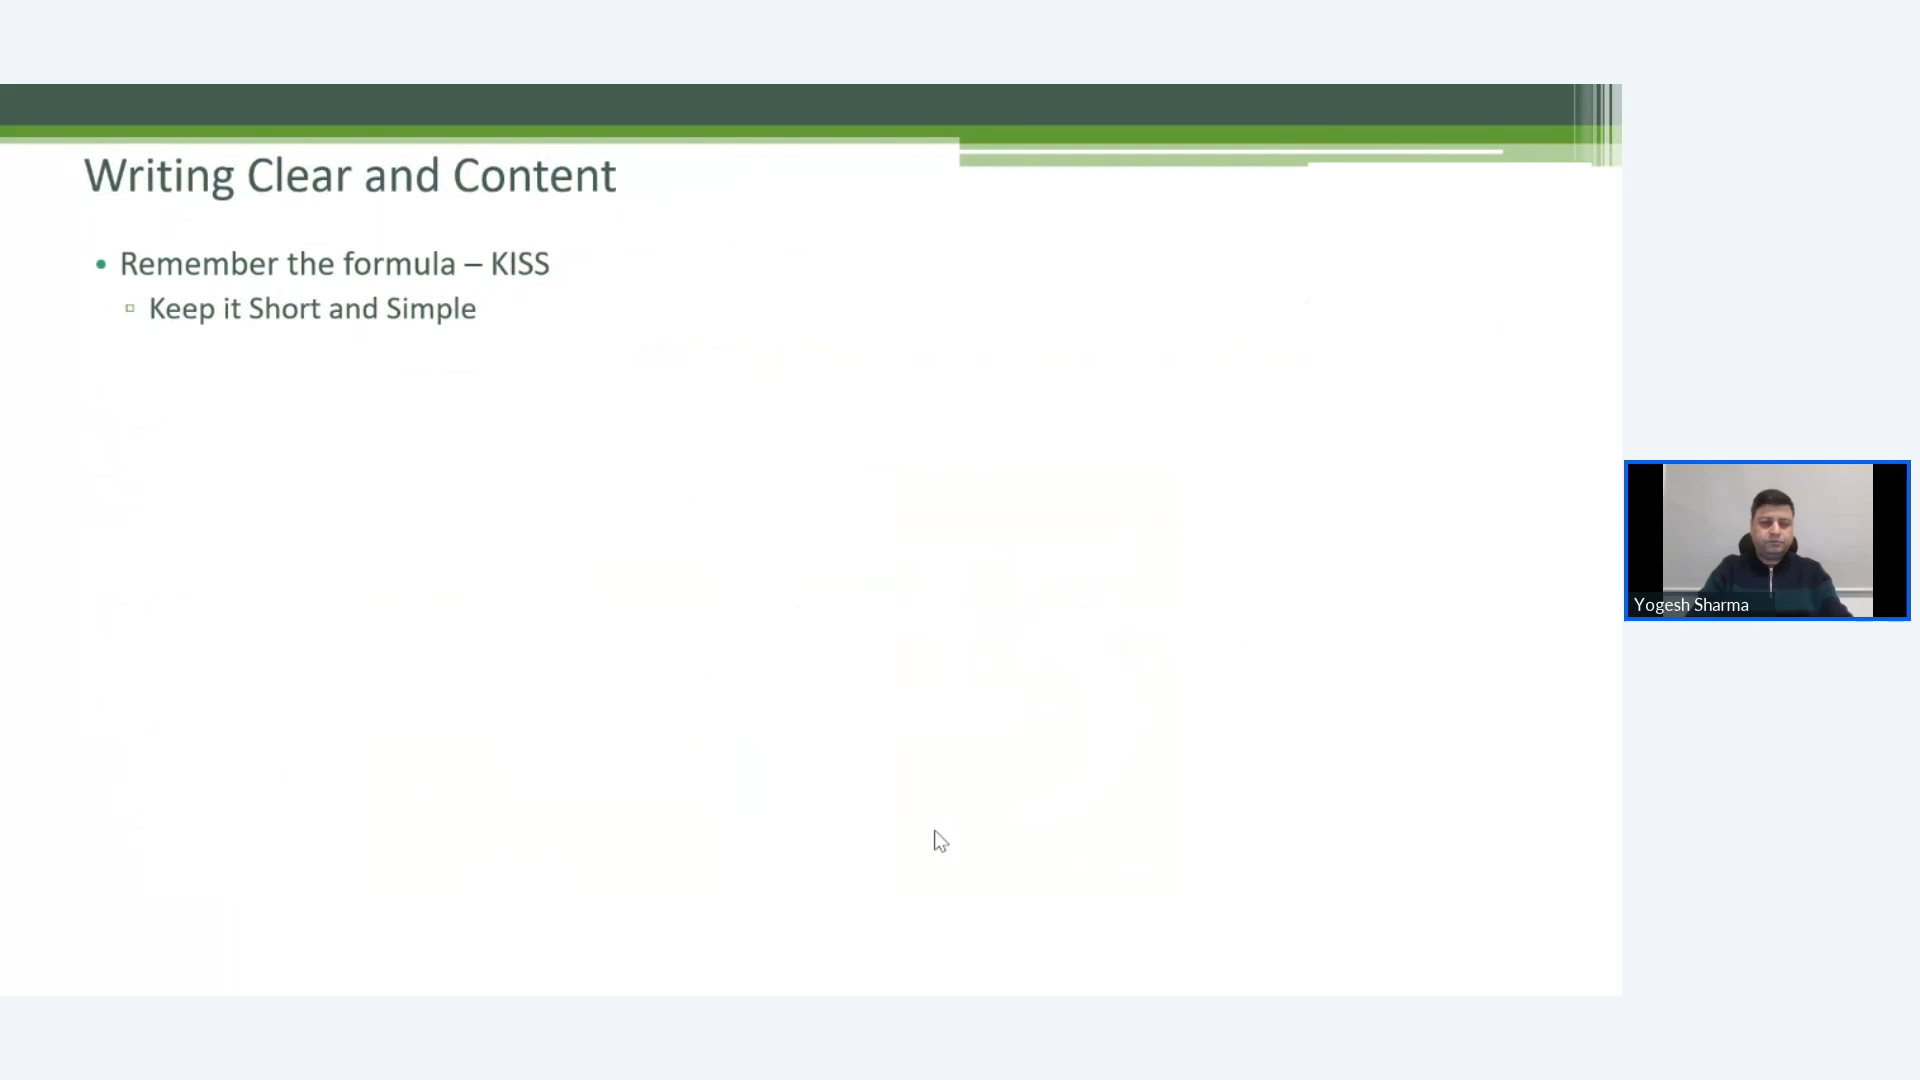 Writing Clear and Content
• Remember the formula – KISS
▫ Keep it Short and Simple
Yogesh Sharma